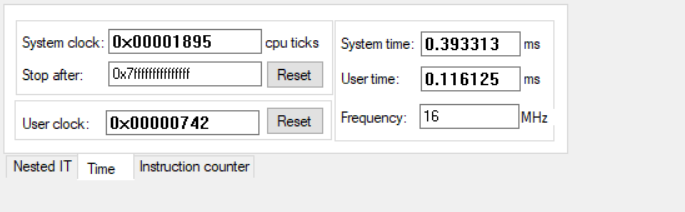 System clock: 0x00001895 cpu ticks
Stop after: 0x7fffffffffffffff Reset
User clock: 0x00000742 Reset
System time: 0.393313 ms
User time: 0.116125 ms
Frequency: 16 MHz
Nested IT Time Instruction counter